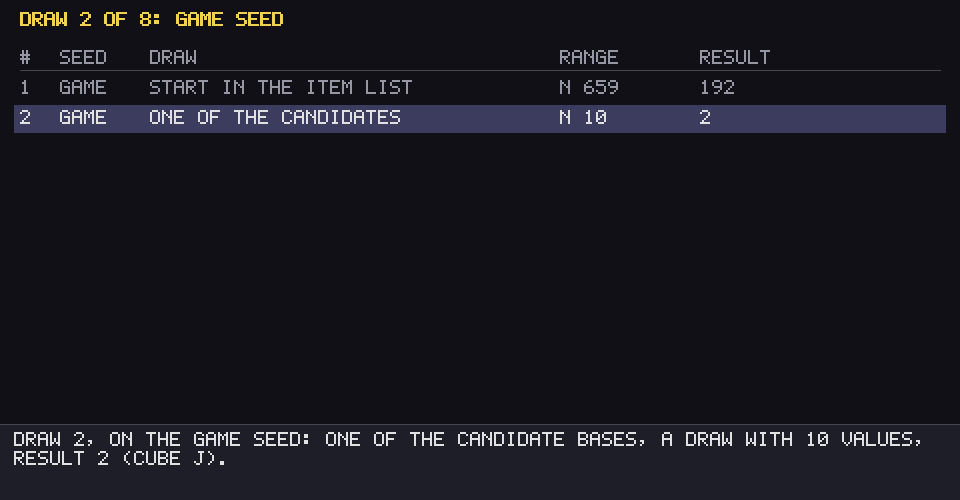 DRAW 2 OF 8: GAME SEED
# SEED DRAW RANGE RESULT
1 GAME START IN THE ITEM LIST N 659 192
2 GAME ONE OF THE CANDIDATES N 10 2
DRAW 2, ON THE GAME SEED: ONE OF THE CANDIDATE BASES, A DRAW WITH 10 VALUES,
RESULT 2 (CUBE J).